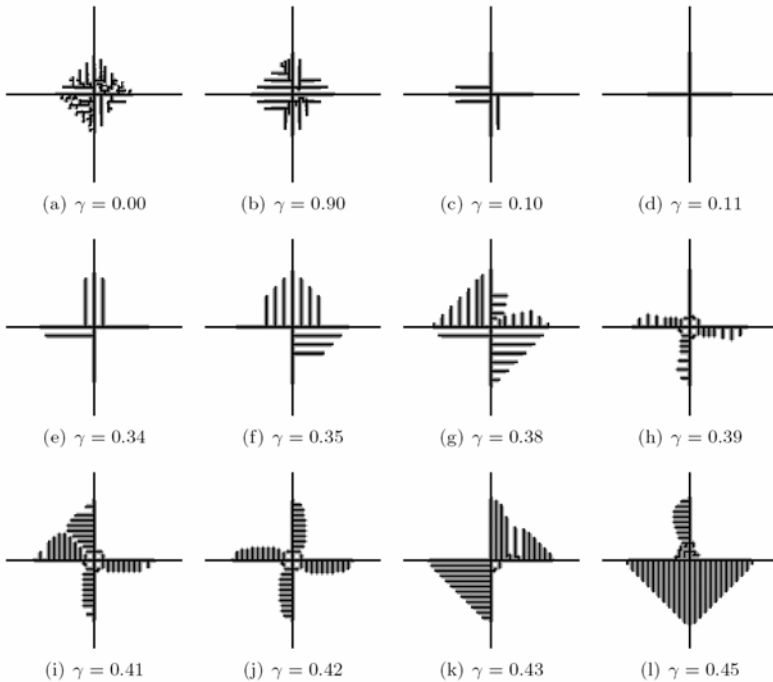 (a) γ = 0.00 (b) γ = 0.90 (c) γ = 0.10 (d) γ = 0.11
(e) γ = 0.34 (f) γ = 0.35 (g) γ = 0.38 (h) γ = 0.39
(i) γ = 0.41 (j) γ = 0.42 (k) γ = 0.43 (l) γ = 0.45